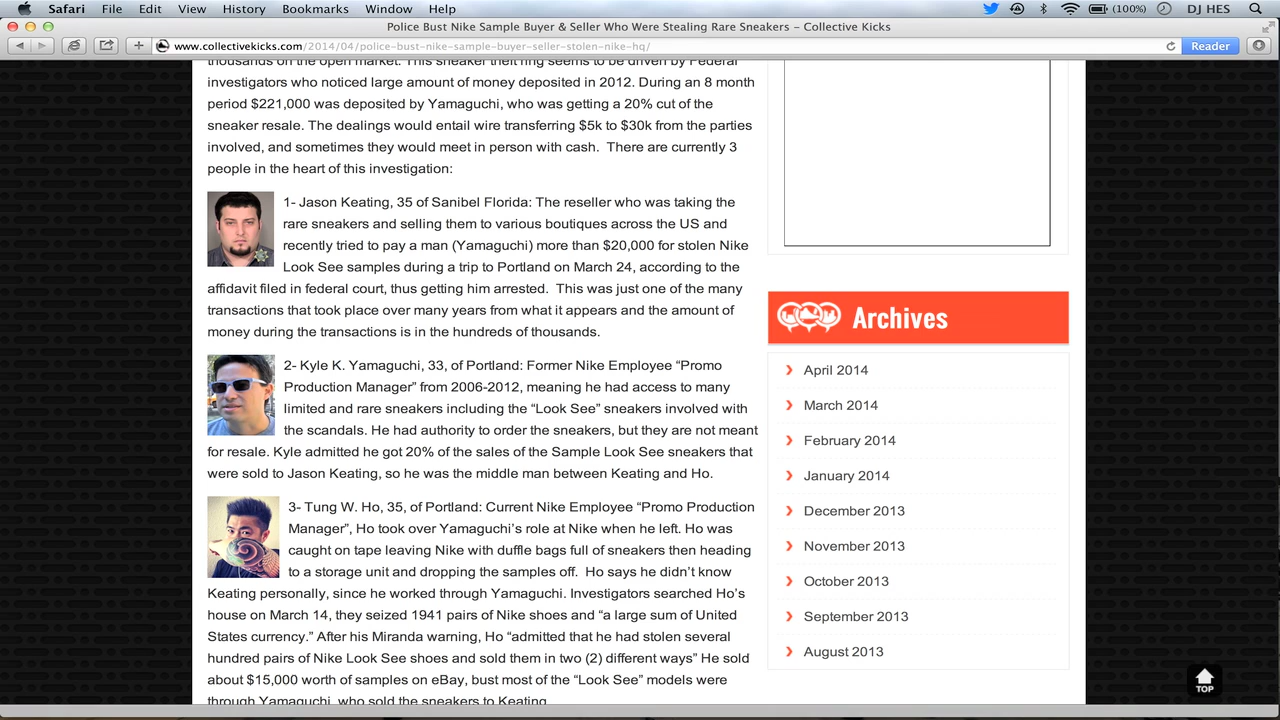 Safari File Edit View History Bookmarks Window Help (100%) DJ HES
Police Bust Nike Sample Buyer & Seller Who Were Stealing Rare Sneakers – Collective Kicks
www.collectivekicks.com/2014/04/police-bust-nike-sample-buyer-seller-stolen-nike-hq/
Reader
thousands on the open market. This sneaker theft ring seems to be driven by Federal
investigators who noticed large amount of money deposited in 2012. During an 8 month
period $221,000 was deposited by Yamaguchi, who was getting a 20% cut of the
sneaker resale. The dealings would entail wire transferring $5k to $30k from the parties
involved, and sometimes they would meet in person with cash.  There are currently 3
people in the heart of this investigation:
1- Jason Keating, 35 of Sanibel Florida: The reseller who was taking the
rare sneakers and selling them to various boutiques across the US and
recently tried to pay a man (Yamaguchi) more than $20,000 for stolen Nike
Look See samples during a trip to Portland on March 24, according to the
affidavit filed in federal court, thus getting him arrested.  This was just one of the many
transactions that took place over many years from what it appears and the amount of
money during the transactions is in the hundreds of thousands.
2- Kyle K. Yamaguchi, 33, of Portland: Former Nike Employee “Promo
Production Manager” from 2006-2012, meaning he had access to many
limited and rare sneakers including the “Look See” sneakers involved with
the scandals. He had authority to order the sneakers, but they are not meant
for resale. Kyle admitted he got 20% of the sales of the Sample Look See sneakers that
were sold to Jason Keating, so he was the middle man between Keating and Ho.
3- Tung W. Ho, 35, of Portland: Current Nike Employee “Promo Production
Manager”, Ho took over Yamaguchi’s role at Nike when he left. Ho was
caught on tape leaving Nike with duffle bags full of sneakers then heading
to a storage unit and dropping the samples off.  Ho says he didn’t know
Keating personally, since he worked through Yamaguchi. Investigators searched Ho’s
house on March 14, they seized 1941 pairs of Nike shoes and “a large sum of United
States currency.” After his Miranda warning, Ho “admitted that he had stolen several
hundred pairs of Nike Look See shoes and sold them in two (2) different ways” He sold
about $15,000 worth of samples on eBay, bust most of the “Look See” models were
through Yamaguchi, who sold the sneakers to Keating.
Archives
April 2014
March 2014
February 2014
January 2014
December 2013
November 2013
October 2013
September 2013
August 2013
TOP